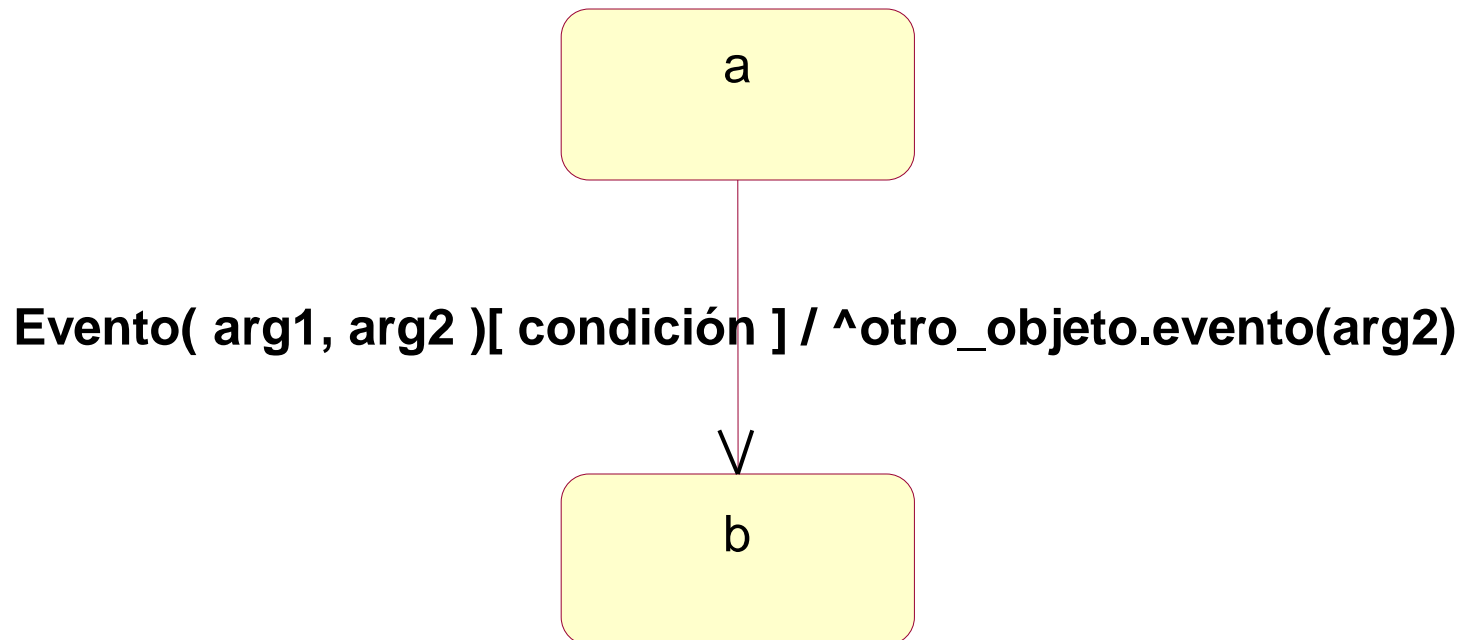 a
Evento( arg1, arg2 )[ condición ] / ^otro_objeto.evento(arg2)
b